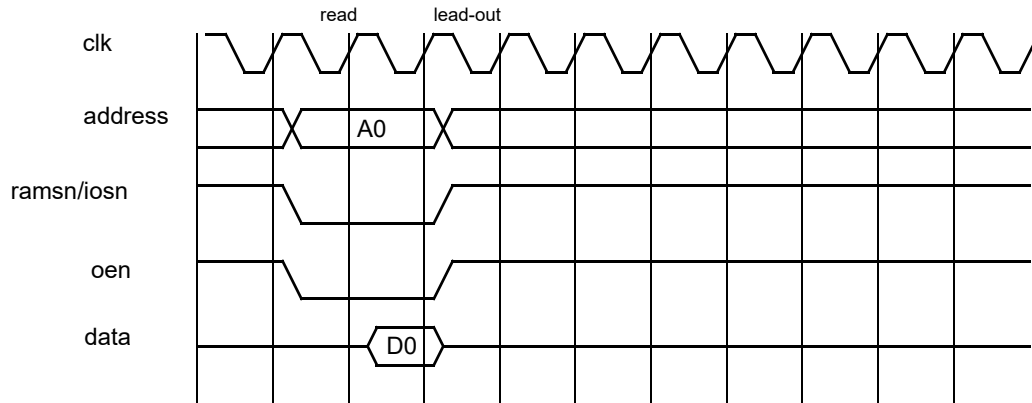 read lead-out
clk
address
A0
ramsn/iosn
oen
data
D0